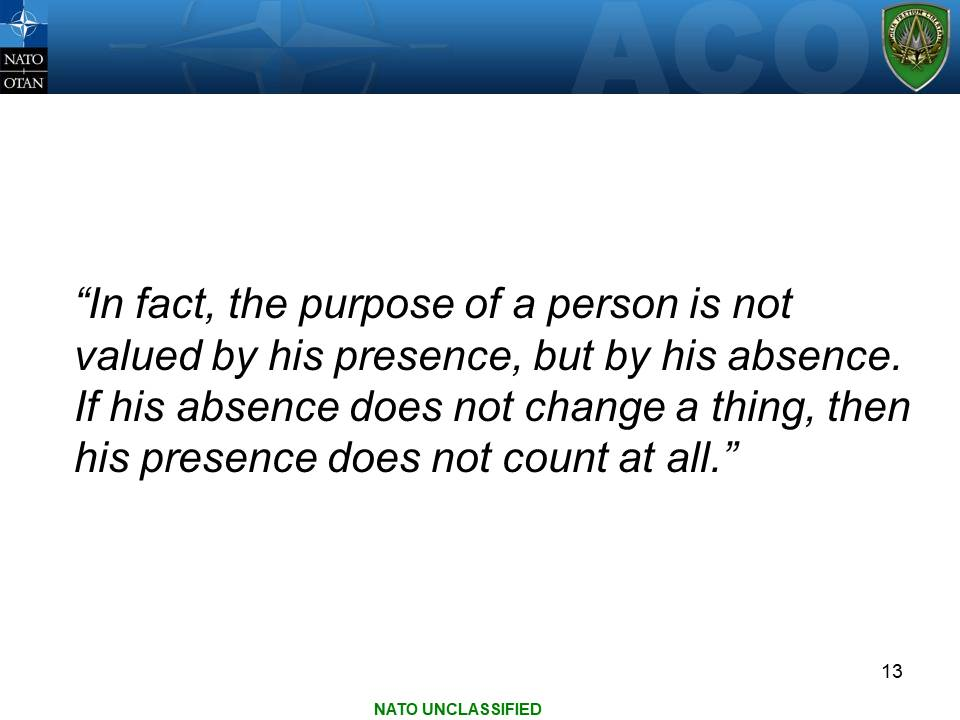 NATO
OTAN
ACO
“In fact, the purpose of a person is not
valued by his presence, but by his absence.
If his absence does not change a thing, then
his presence does not count at all.”
13
NATO UNCLASSIFIED